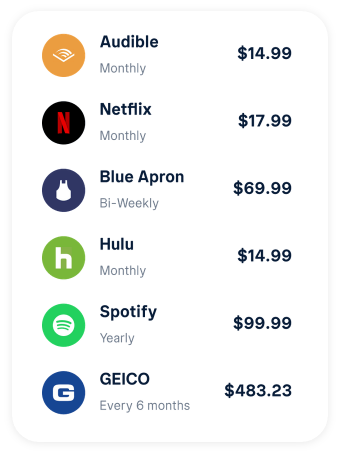 Audible
Monthly
$14.99
Netflix
Monthly
$17.99
Blue Apron
Bi-Weekly
$69.99
h
Hulu
Monthly
$14.99
Spotify
Yearly
$99.99
GEICO
Every 6 months
$483.23